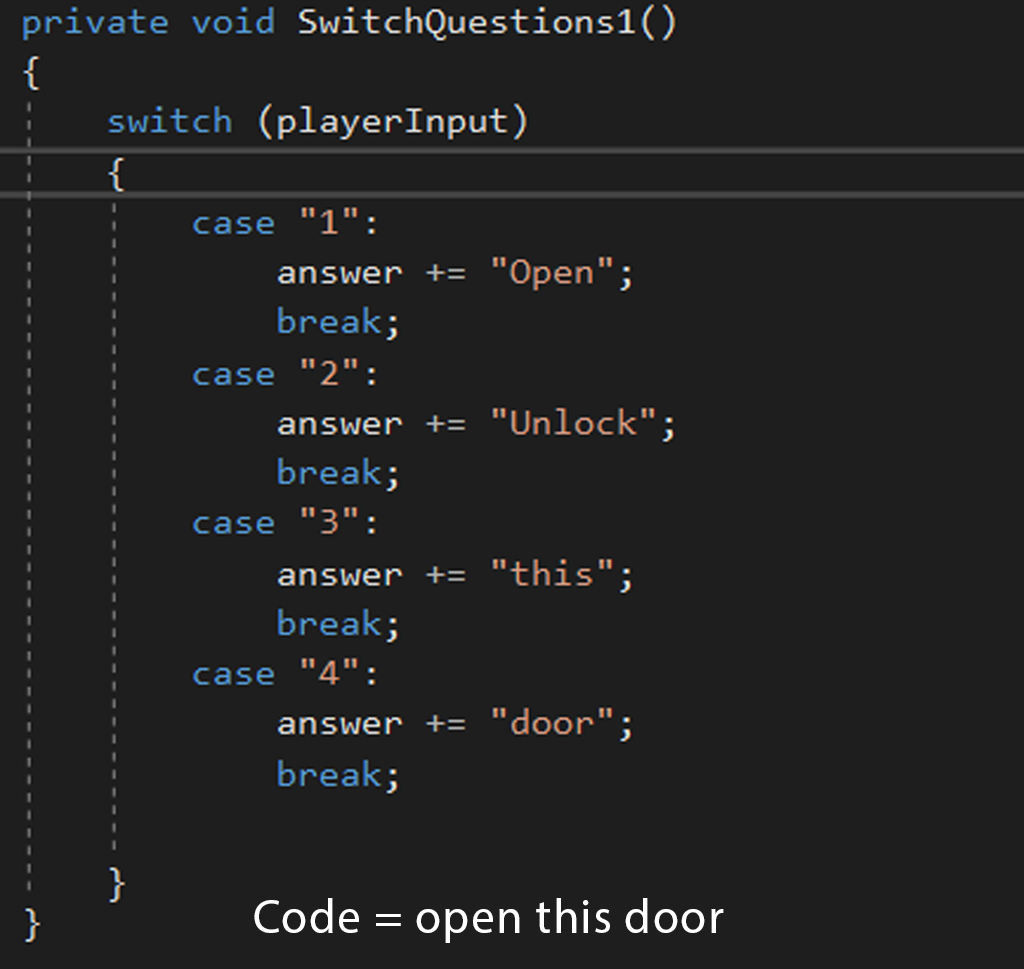 private void SwitchQuestions1()
{
switch (playerInput)
{
case "1":
answer += "Open";
break;
case "2":
answer += "Unlock";
break;
case "3":
answer += "this";
break;
case "4":
answer += "door";
break;
}
}
Code = open this door